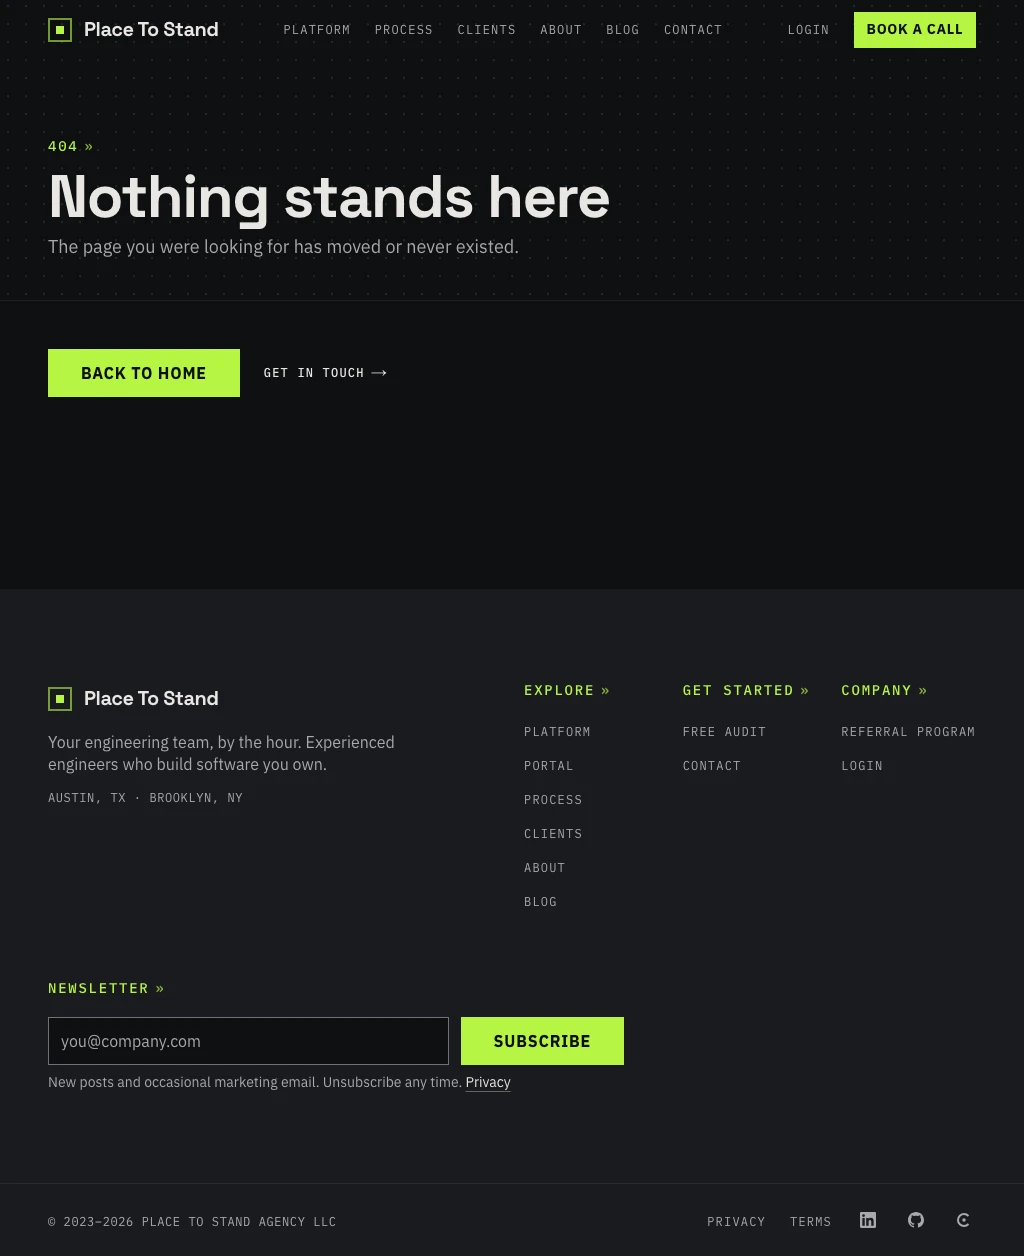 Place To Stand
PLATFORM PROCESS CLIENTS ABOUT BLOG CONTACT LOGIN BOOK A CALL
404 »
Nothing stands here
The page you were looking for has moved or never existed.
BACK TO HOME GET IN TOUCH →
Place To Stand
Your engineering team, by the hour. Experienced
engineers who build software you own.
AUSTIN, TX · BROOKLYN, NY
EXPLORE »
PLATFORM
PORTAL
PROCESS
CLIENTS
ABOUT
BLOG
GET STARTED »
FREE AUDIT
CONTACT
COMPANY »
REFERRAL PROGRAM
LOGIN
NEWSLETTER »
you@company.com SUBSCRIBE
New posts and occasional marketing email. Unsubscribe any time. Privacy
© 2023–2026 PLACE TO STAND AGENCY LLC PRIVACY TERMS